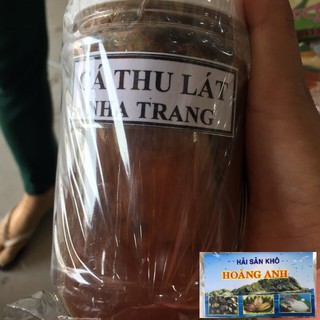 CÁ THU LÁT
NHA TRANG
HẢI SẢN KHÔ
HOÀNG ANH